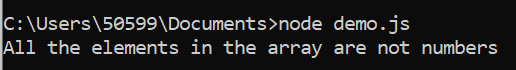 C:\Users\50599\Documents>node demo.js
All the elements in the array are not numbers